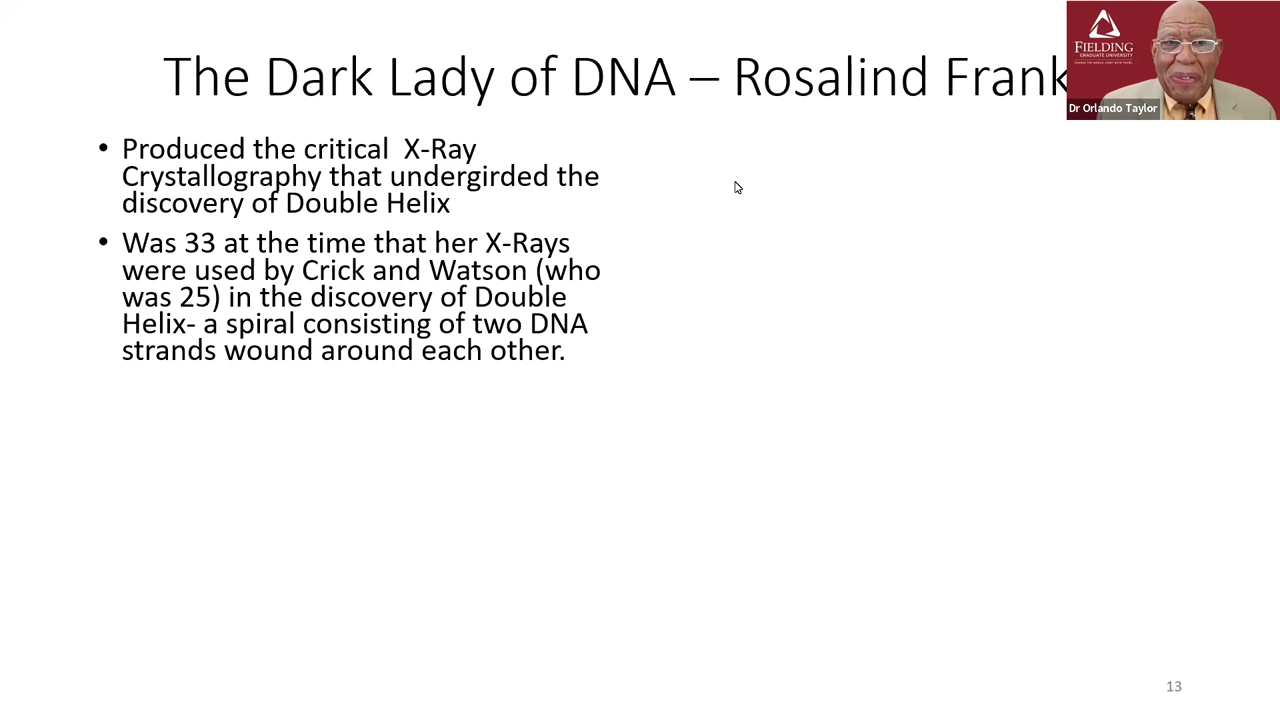 The Dark Lady of DNA – Rosalind Frank
FIELDING
GRADUATE UNIVERSITY
Dr Orlando Taylor
• Produced the critical  X-Ray
Crystallography that undergirded the
discovery of Double Helix
• Was 33 at the time that her X-Rays
were used by Crick and Watson (who
was 25) in the discovery of Double
Helix- a spiral consisting of two DNA
strands wound around each other.
13